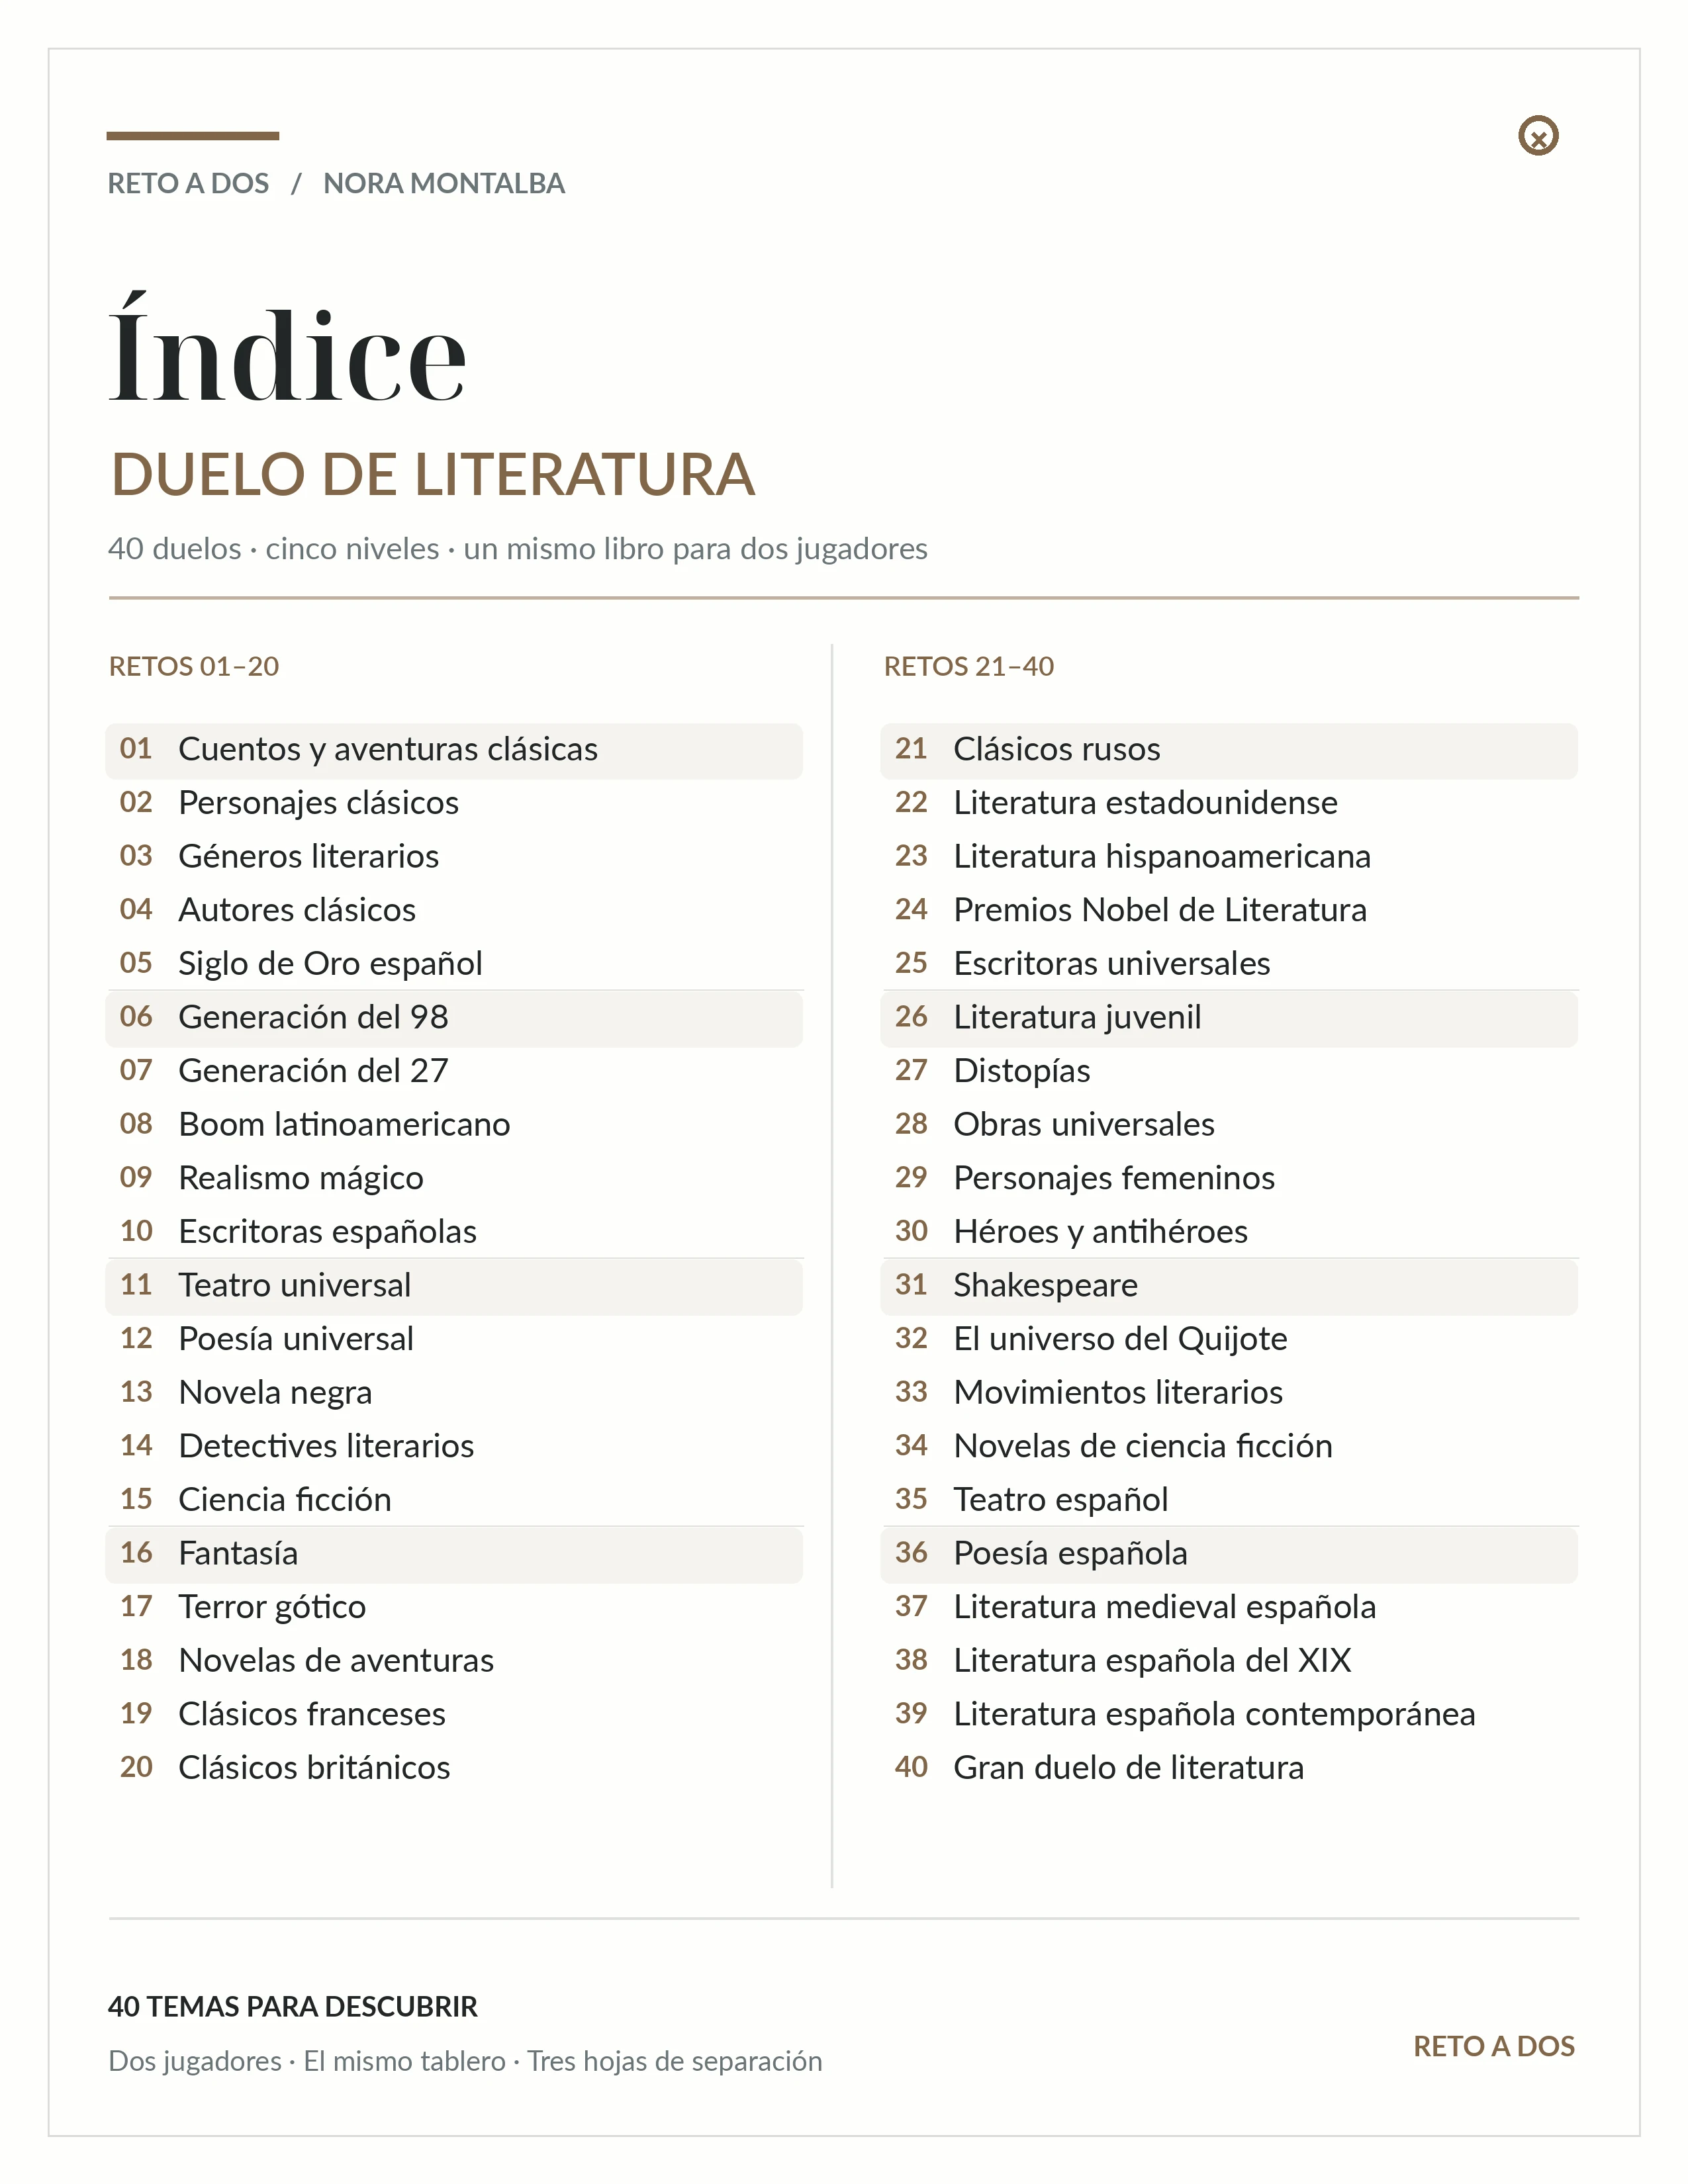 RETO A DOS / NORA MONTALBA
Índice
DUELO DE LITERATURA
40 duelos · cinco niveles · un mismo libro para dos jugadores
RETOS 01–20
01 Cuentos y aventuras clásicas
02 Personajes clásicos
03 Géneros literarios
04 Autores clásicos
05 Siglo de Oro español
06 Generación del 98
07 Generación del 27
08 Boom latinoamericano
09 Realismo mágico
10 Escritoras españolas
11 Teatro universal
12 Poesía universal
13 Novela negra
14 Detectives literarios
15 Ciencia ficción
16 Fantasía
17 Terror gótico
18 Novelas de aventuras
19 Clásicos franceses
20 Clásicos británicos
RETOS 21–40
21 Clásicos rusos
22 Literatura estadounidense
23 Literatura hispanoamericana
24 Premios Nobel de Literatura
25 Escritoras universales
26 Literatura juvenil
27 Distopías
28 Obras universales
29 Personajes femeninos
30 Héroes y antihéroes
31 Shakespeare
32 El universo del Quijote
33 Movimientos literarios
34 Novelas de ciencia ficción
35 Teatro español
36 Poesía española
37 Literatura medieval española
38 Literatura española del XIX
39 Literatura española contemporánea
40 Gran duelo de literatura
40 TEMAS PARA DESCUBRIR
Dos jugadores · El mismo tablero · Tres hojas de separación
RETO A DOS